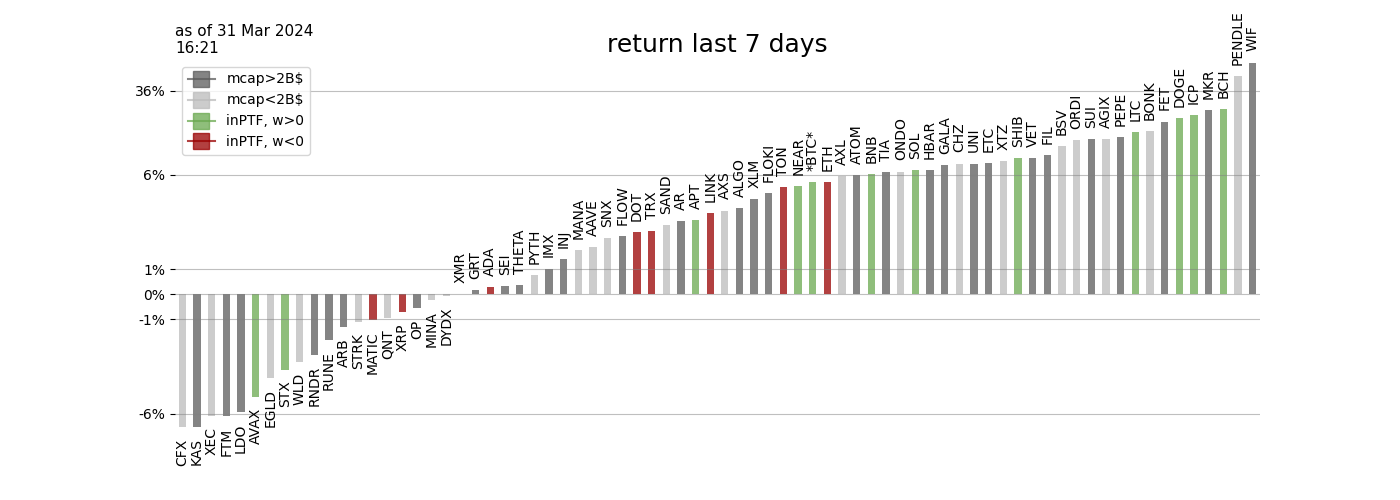 as of 31 Mar 2024
16:21
return last 7 days
mcap>2B$
mcap<2B$
inPTF, w>0
inPTF, w<0
36%
6%
1%
0%
-1%
-6%
CFX
KAS
XEC
FTM
LDO
AVAX
EGLD
STX
WLD
RNDR
RUNE
ARB
STRK
MATIC
QNT
XRP
OP
MINA
DYDX
XMR
GRT
ADA
SEI
THETA
PYTH
IMX
INJ
MANA
AAVE
SNX
FLOW
DOT
TRX
SAND
AR
APT
LINK
AXS
ALGO
XLM
FLOKI
TON
NEAR
*BTC*
ETH
AXL
ATOM
BNB
TIA
ONDO
SOL
HBAR
GALA
CHZ
UNI
ETC
XTZ
SHIB
VET
FIL
BSV
ORDI
SUI
AGIX
PEPE
LTC
BONK
FET
DOGE
ICP
MKR
BCH
PENDLE
WIF